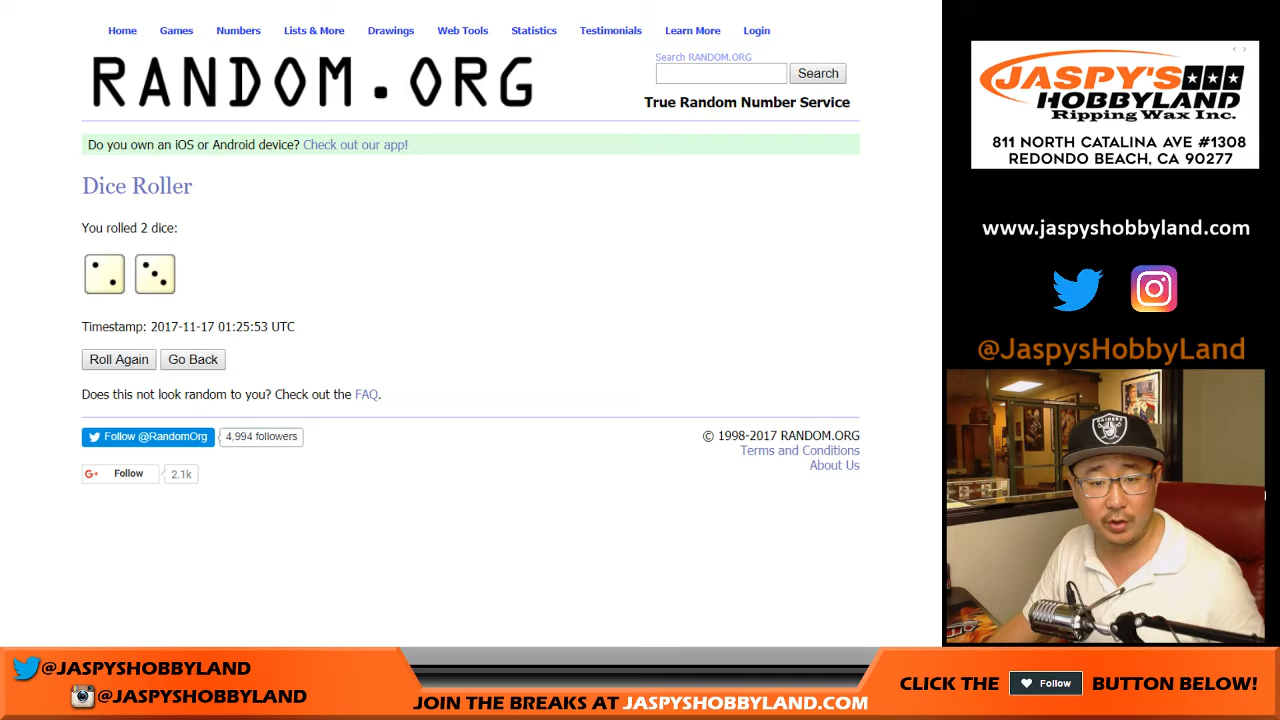 Home Games Numbers Lists & More Drawings Web Tools Statistics Testimonials Learn More Login
RANDOM.ORG
Search RANDOM.ORG
Search
True Random Number Service
Do you own an iOS or Android device? Check out our app!
Dice Roller
You rolled 2 dice:
Timestamp: 2017-11-17 01:25:53 UTC
Roll Again Go Back
Does this not look random to you? Check out the FAQ.
Follow @RandomOrg 4,994 followers
G+ Follow 2.1k
© 1998-2017 RANDOM.ORG
Terms and Conditions
About Us
JASPY'S
HOBBYLAND
Ripping Wax Inc.
811 NORTH CATALINA AVE #1308
REDONDO BEACH, CA 90277
www.jaspyshobbyland.com
@JaspysHobbyLand
RAIDERS
@JASPYSHOBBYLAND
@JASPYSHOBBYLAND
JOIN THE BREAKS AT JASPYSHOBBYLAND.COM
CLICK THE Follow BUTTON BELOW!